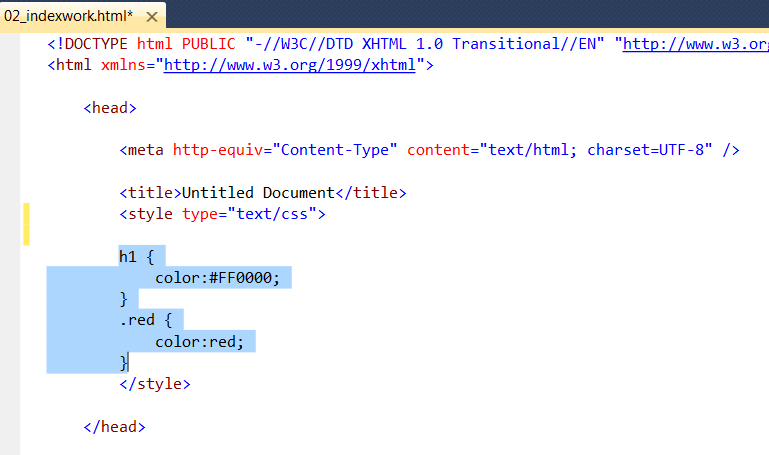 02_indexwork.html*
<!DOCTYPE html PUBLIC "-//W3C//DTD XHTML 1.0 Transitional//EN" "http://www.w3.org
<html xmlns="http://www.w3.org/1999/xhtml">
<head>
<meta http-equiv="Content-Type" content="text/html; charset=UTF-8" />
<title>Untitled Document</title>
<style type="text/css">
h1 {
color:#FF0000;
}
.red {
color:red;
}
</style>
</head>